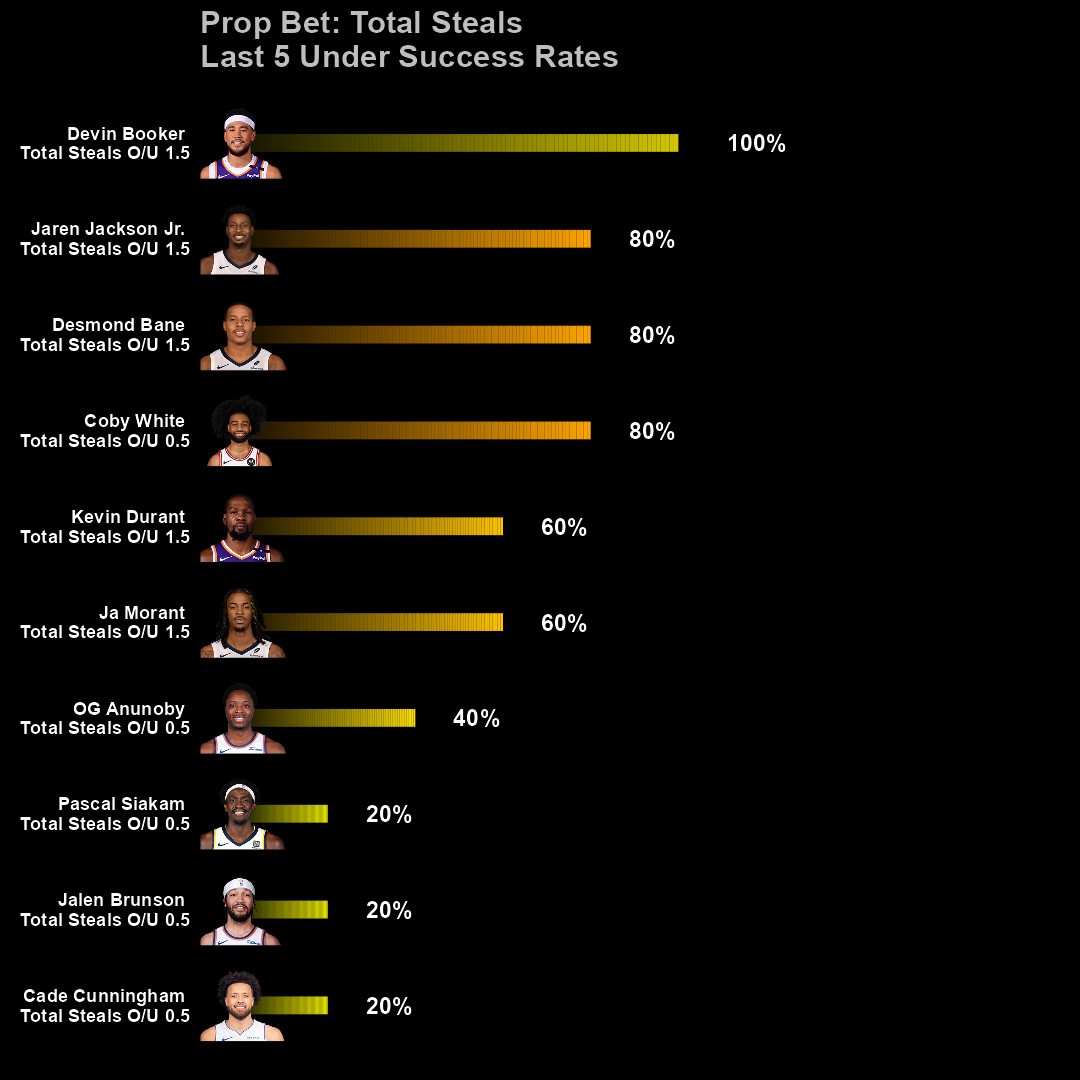 Prop Bet: Total Steals
Last 5 Under Success Rates
Devin Booker
Total Steals O/U 1.5
100%
Jaren Jackson Jr.
Total Steals O/U 1.5
80%
Desmond Bane
Total Steals O/U 1.5
80%
Coby White
Total Steals O/U 0.5
80%
Kevin Durant
Total Steals O/U 1.5
60%
Ja Morant
Total Steals O/U 1.5
60%
OG Anunoby
Total Steals O/U 0.5
40%
Pascal Siakam
Total Steals O/U 0.5
20%
Jalen Brunson
Total Steals O/U 0.5
20%
Cade Cunningham
Total Steals O/U 0.5
20%